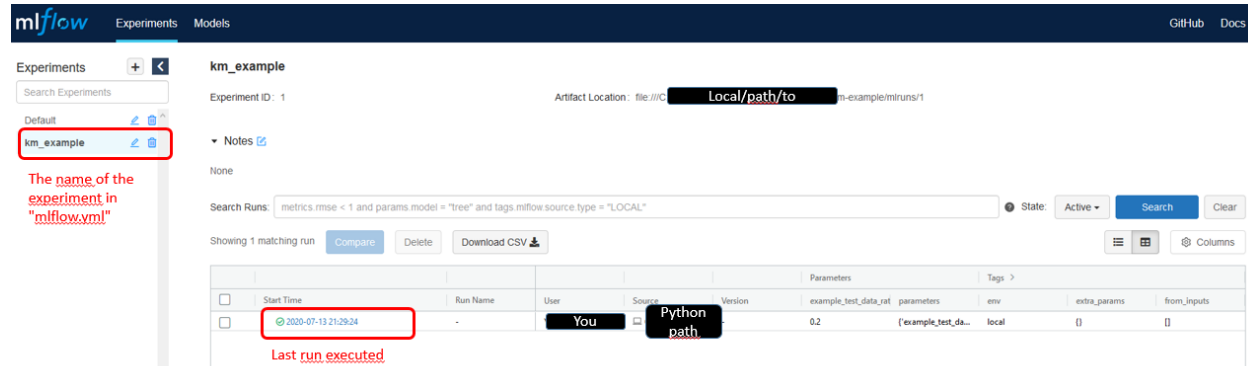 mlflow Experiments Models GitHub Docs
Experiments + <
Search Experiments
Default
km_example
The name of the
experiment in
"mlflow.yml"
km_example
Experiment ID: 1 Artifact Location: file:///C Local/path/to m-example/mlruns/1
Notes
None
Search Runs: metrics.rmse < 1 and params.model = "tree" and tags.mlflow.source.type = "LOCAL" ? State: Active Search Clear
Showing 1 matching run Compare Delete Download CSV Columns
Parameters Tags >
Start Time Run Name User Source Version example_test_data_rat parameters env extra_params from_inputs
2020-07-13 21:29:24 - You Python path - 0.2 {'example_test_da... local {} []
Last run executed